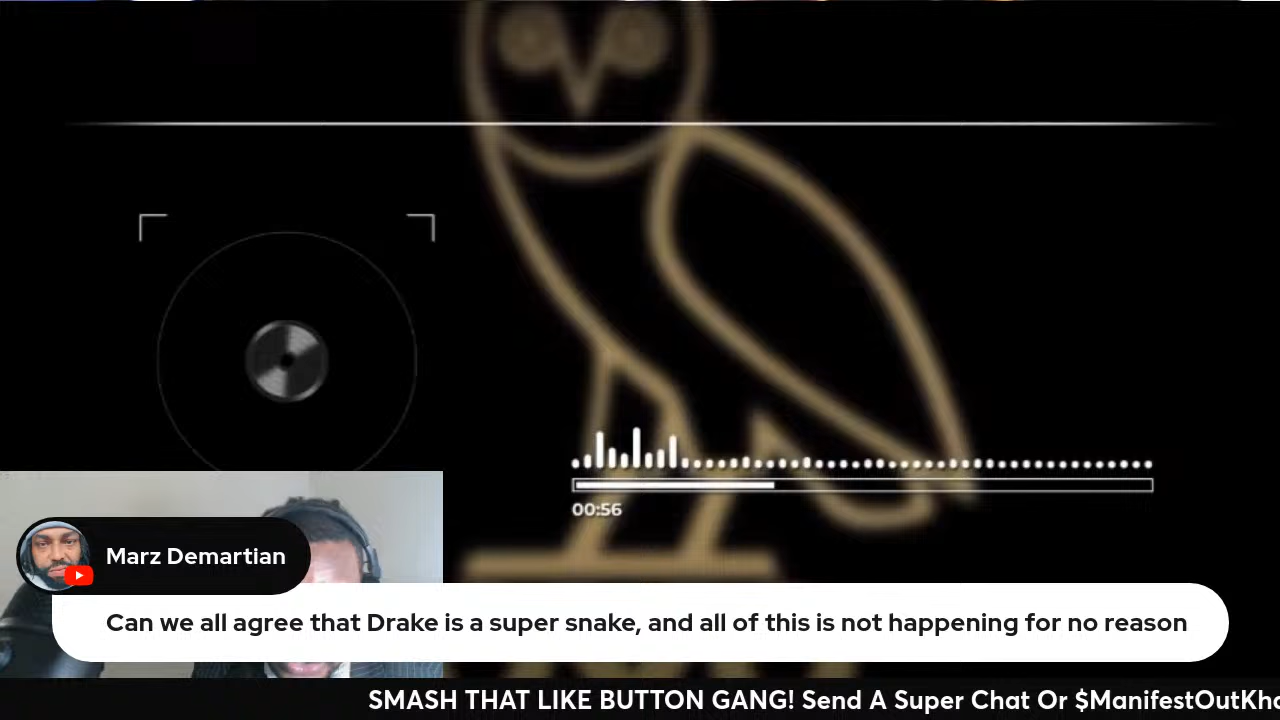 00:56
Marz Demartian
Can we all agree that Drake is a super snake, and all of this is not happening for no reason
SMASH THAT LIKE BUTTON GANG! Send A Super Chat Or